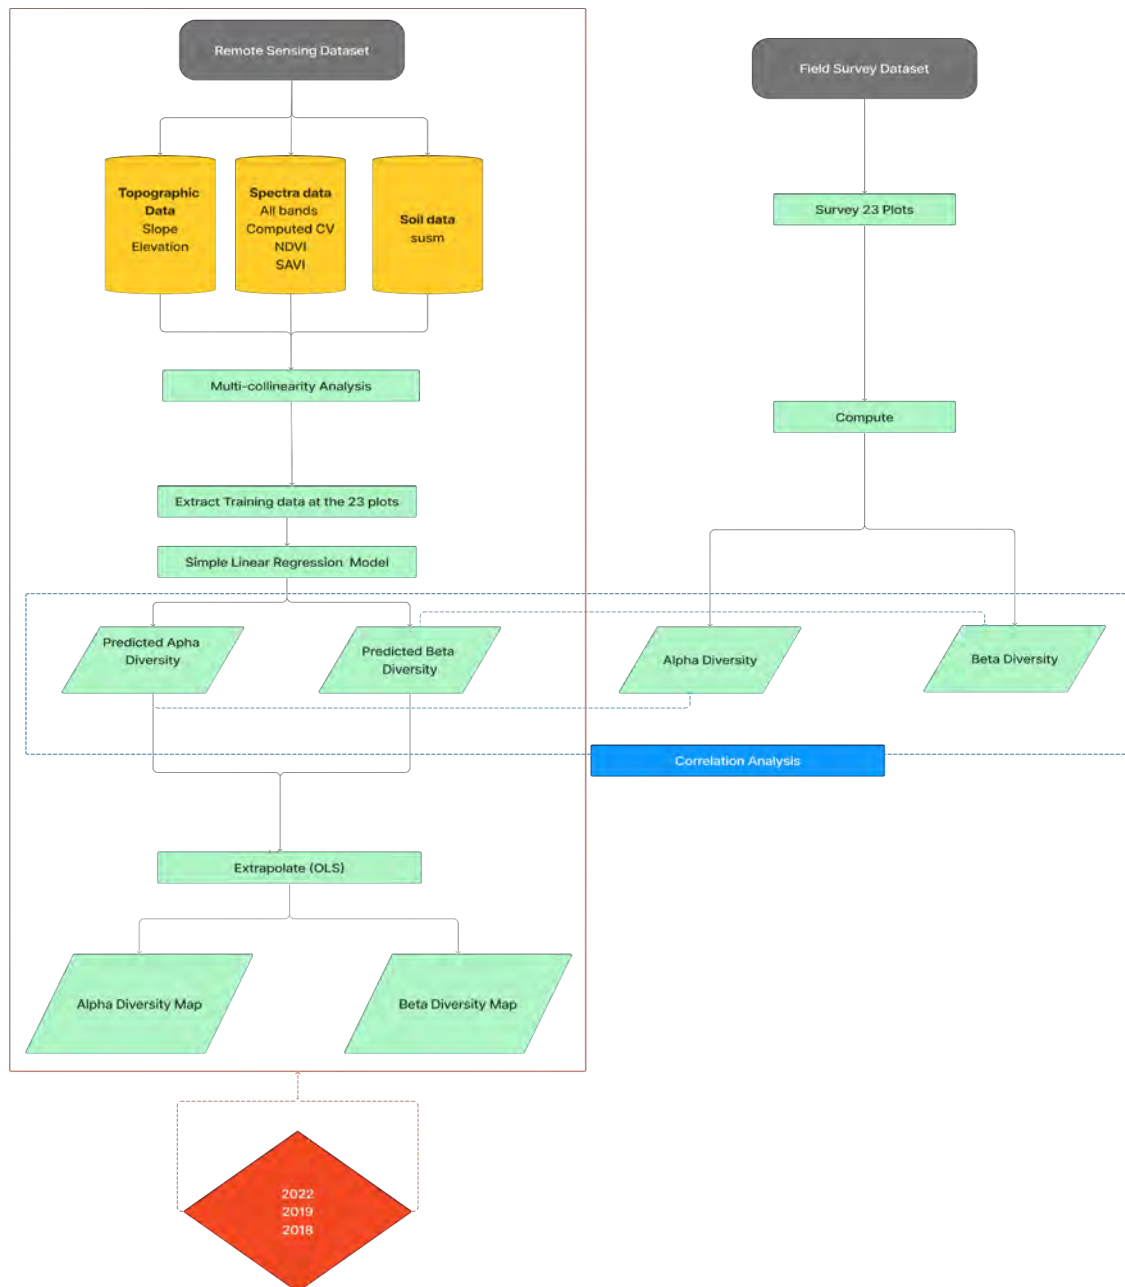 Remote Sensing Dataset
Field Survey Dataset
Topographic
Data
Slope
Elevation
Spectra data
All bands
Computed CV
NDVI
SAVI
Soil data
susm
Survey 23 Plots
Multi-collinearity Analysis
Compute
Extract Training data at the 23 plots
Simple Linear Regression Model
Predicted Apha
Diversity
Predicted Beta
Diversity
Alpha Diversity
Beta Diversity
Correlation Analysis
Extrapolate (OLS)
Alpha Diversity Map
Beta Diversity Map
2022
2019
2018